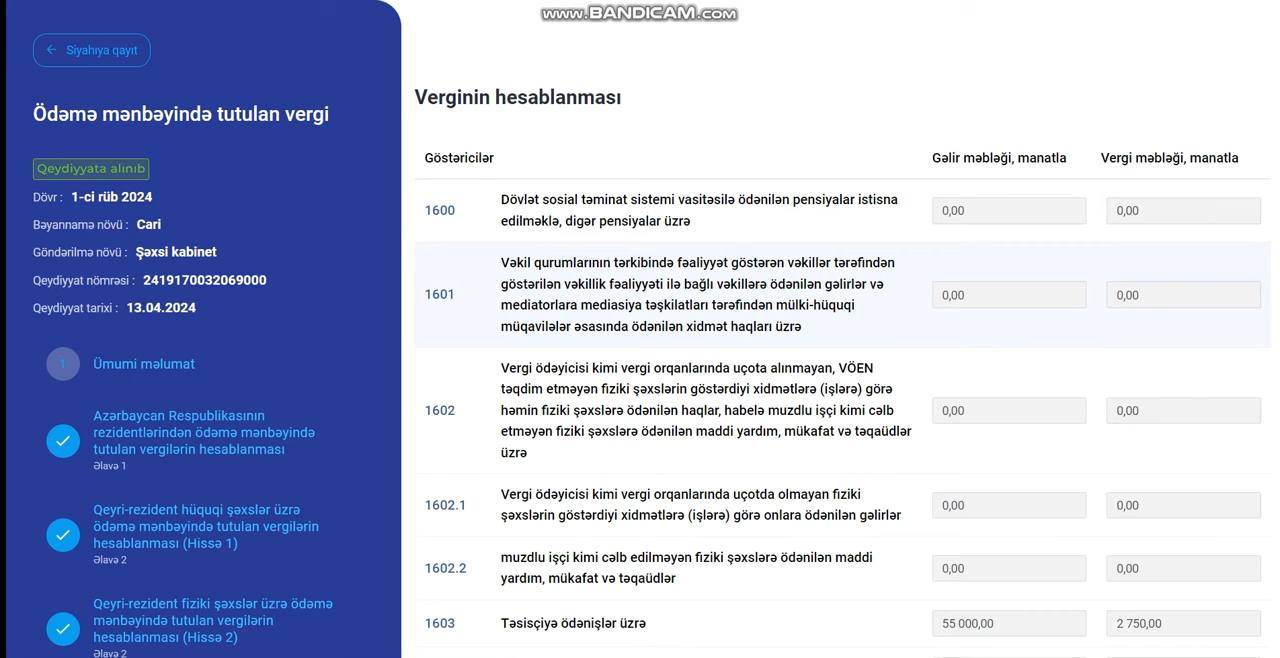 www.BANDICAM.com
Siyahıya qayıt
Ödəmə mənbəyində tutulan vergi
Qeydiyyata alınıb
Dövr : 1-ci rüb 2024
Bəyannamə növü : Cari
Göndərilmə növü : Şəxsi kabinet
Qeydiyyat nömrəsi : 2419170032069000
Qeydiyyat tarixi : 13.04.2024
1 Ümumi məlumat
Azərbaycan Respublikasının
rezidentlərindən ödəmə mənbəyində
tutulan vergilərin hesablanması
Əlavə 1
Qeyri-rezident hüquqi şəxslər üzrə
ödəmə mənbəyində tutulan vergilərin
hesablanması (Hissə 1)
Əlavə 2
Qeyri-rezident fiziki şəxslər üzrə ödəmə
mənbəyində tutulan vergilərin
hesablanması (Hissə 2)
Əlavə 2
Verginin hesablanması
Göstəricilər Gəlir məbləği, manatla Vergi məbləği, manatla
Dövlət sosial təminat sistemi vasitəsilə ödənilən pensiyalar istisna
1600 0,00 0,00
edilməklə, digər pensiyalar üzrə
Vəkil qurumlarının tərkibində fəaliyyət göstərən vəkillər tərəfindən
göstərilən vəkillik fəaliyyəti ilə bağlı vəkillərə ödənilən gəlirlər və
1601 0,00 0,00
mediatorlara mediasiya təşkilatları tərəfindən mülki-hüquqi
müqavilələr əsasında ödənilən xidmət haqları üzrə
Vergi ödəyicisi kimi vergi orqanlarında uçota alınmayan, VÖEN
təqdim etməyən fiziki şəxslərin göstərdiyi xidmətlərə (işlərə) görə
1602 həmin fiziki şəxslərə ödənilən haqlar, habelə muzdlu işçi kimi cəlb 0,00 0,00
etməyən fiziki şəxslərə ödənilən maddi yardım, mükafat və təqaüdlər
üzrə
Vergi ödəyicisi kimi vergi orqanlarında uçotda olmayan fiziki
1602.1 0,00 0,00
şəxslərin göstərdiyi xidmətlərə (işlərə) görə onlara ödənilən gəlirlər
muzdlu işçi kimi cəlb edilməyən fiziki şəxslərə ödənilən maddi
1602.2 0,00 0,00
yardım, mükafat və təqaüdlər
1603 Təsisçiyə ödənişlər üzrə 55 000,00 2 750,00